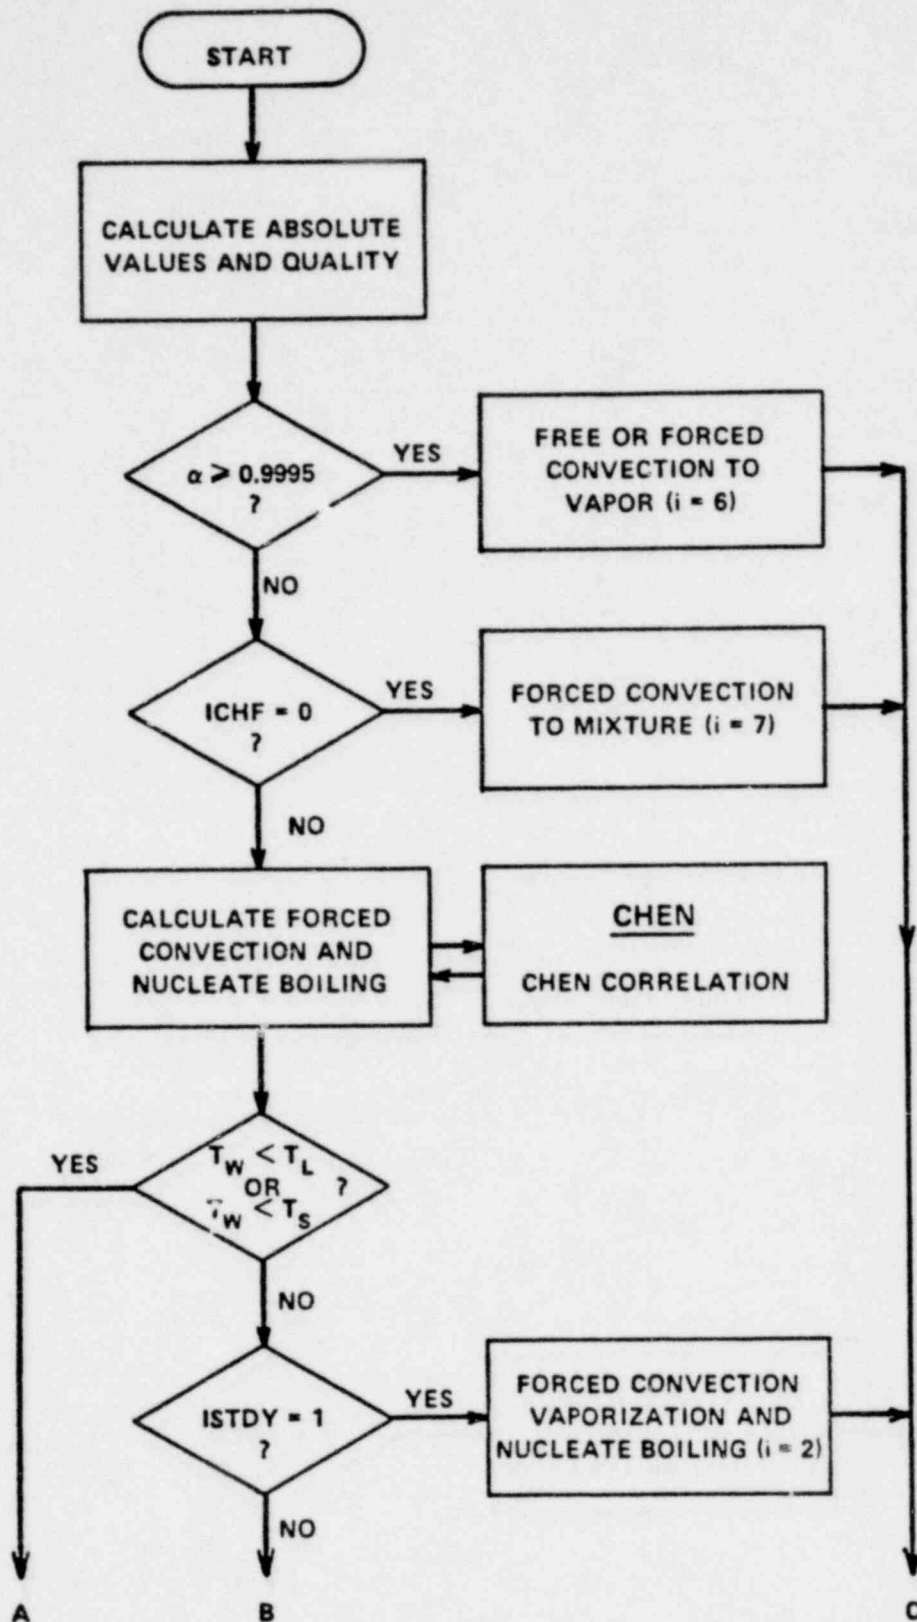 START
CALCULATE ABSOLUTE
VALUES AND QUALITY
α ⩾ 0.9995
?
YES
FREE OR FORCED
CONVECTION TO
VAPOR (i = 6)
NO
ICHF = 0
?
YES
FORCED CONVECTION
TO MIXTURE (i = 7)
NO
CALCULATE FORCED
CONVECTION AND
NUCLEATE BOILING
CHEN
CHEN CORRELATION
YES
T_W < T_L
OR ?
T_W < T_S
NO
ISTDY = 1
?
YES
FORCED CONVECTION
VAPORIZATION AND
NUCLEATE BOILING (i = 2)
NO
A
B